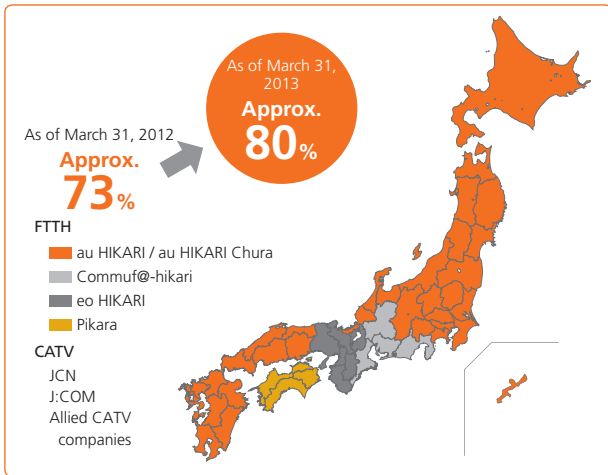 As of March 31,
2013
Approx.
80%
As of March 31, 2012
Approx.
73%
FTTH
au HIKARI / au HIKARI Chura
Commuf@-hikari
eo HIKARI
Pikara
CATV
JCN
J:COM
Allied CATV
companies